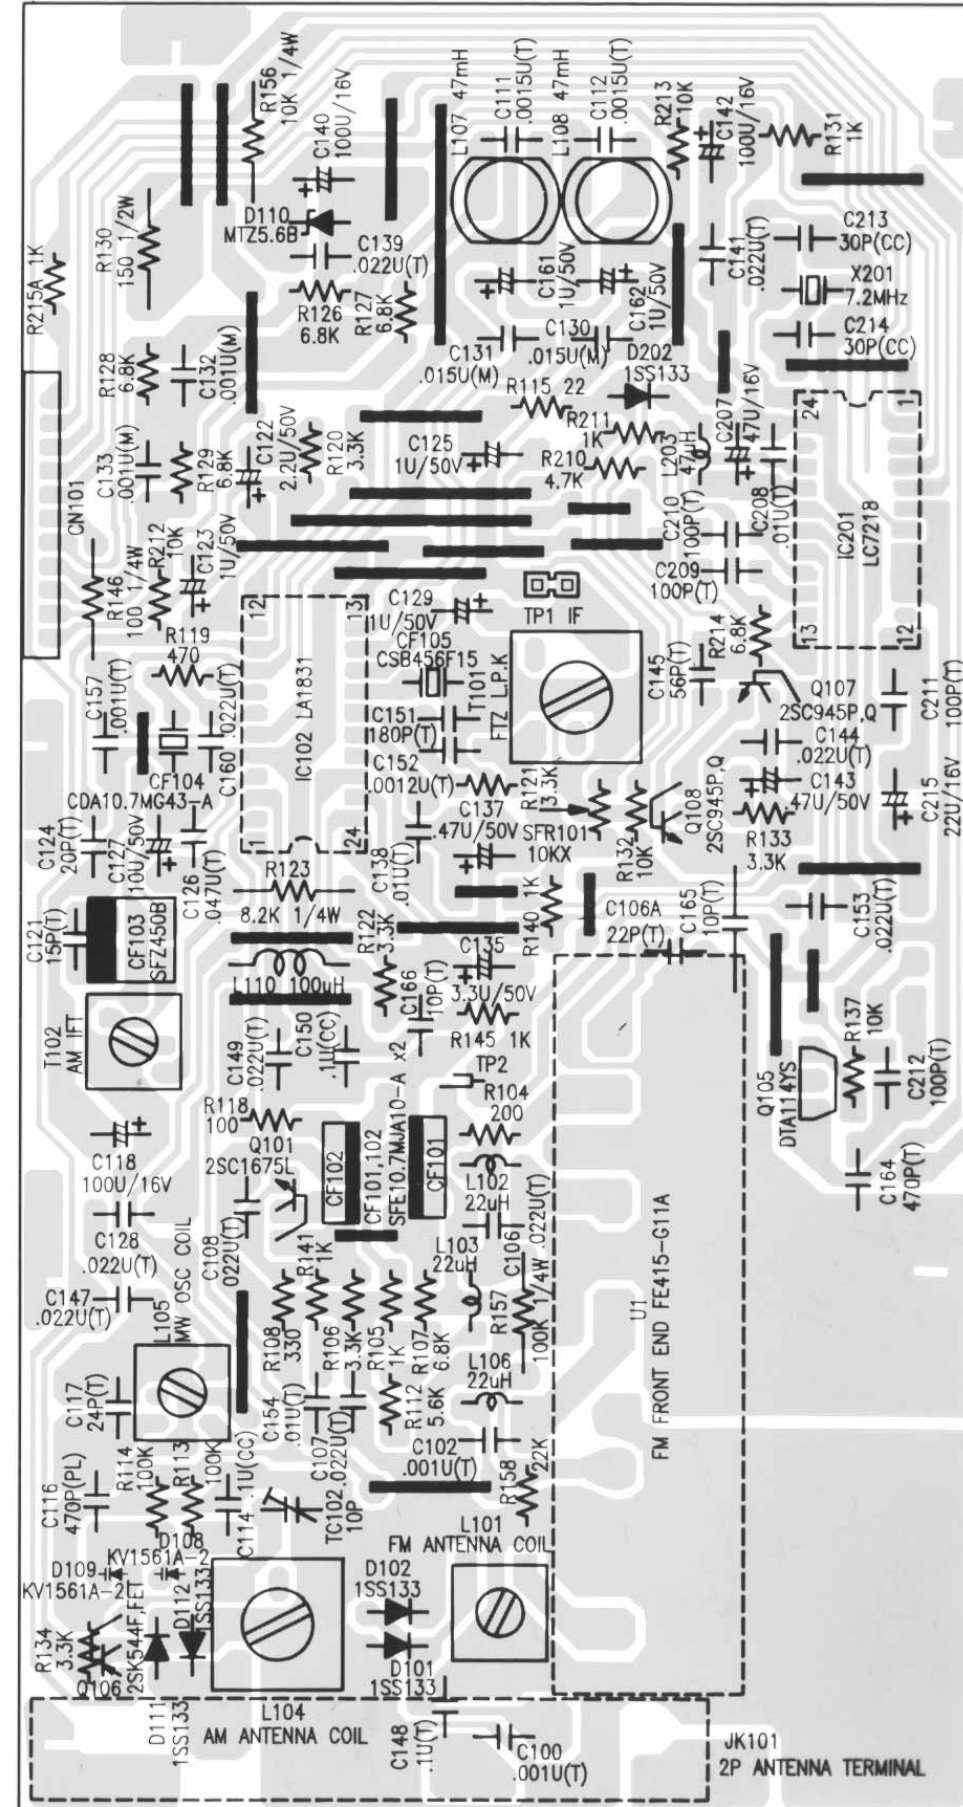 R156
10K 1/4W
C140
100U/16V
L107 47mH
C111
.0015U(T)
L108 47mH
C112
.0015U(T)
R213
10K
C142
100U/16V
R131
1K
R215A 1K
R130
150 1/2W
D110
MTZ5.6B
C139
.022U(T)
R126
6.8K
R127
6.8K
C161
1U/50V
C162
1U/50V
C141
.022U(T)
C213
30P(CC)
X201
7.2MHz
C214
30P(CC)
R128
6.8K
C132
.001U(M)
C131
.015U(M)
C130
.015U(M)
D202
1SS133
R115 22
R211
1K
R210
4.7K
L203
47uH
C207
47U/16V
24
1
CN101
C133
.001U(M)
R129
6.8K
C122
2.2U/50V
R120
3.3K
C125
1U/50V
C210
100P(T)
C208
.01U(T)
C209
100P(T)
IC201
LC7218
13
12
R146
100 1/4W
R212
10K
C123
1U/50V
R119
470
12
13
IC102 LA1831
1
24
C129
1U/50V
CF105
CSB456F15
TP1 IF
T101
FTZ L.P.K
C145
56P(T)
R214
6.8K
Q107
2SC945P,Q
C211
100P(T)
C157
.001U(T)
CF104
CDA10.7MG43-A
C160 .022U(T)
C151
180P(T)
C152
.0012U(T)
R121
3.3K
C144
.022U(T)
C143
.47U/50V
C215
22U/16V
C124
20P(T)
C127
10U/50V
C126
.047U(T)
R123
8.2K 1/4W
C138
.01U(T)
C137
.47U/50V
SFR101
10KX
R132
10K
Q108
2SC945P,Q
R133
3.3K
C121
15P(T)
CF103
SFZ450B
R122
3.3K
R140 1K
C106A
22P(T)
C165
10P(T)
C153
.022U(T)
L110 100uH
C135
3.3U/50V
C166
10P(T)
R145 1K
T102
AM IFT
C149
.022U(T)
C150
.1U(CC)
TP2
R104
200
Q105
DTA114YS
R137
10K
C212
100P(T)
R118
100
Q101
2SC1675L
CF102
CF101,102
SFE10.7MJA10-A x2
CF101
L102
22uH
C164
470P(T)
C118
100U/16V
C128
.022U(T)
C108
022U(T)
R141
1K
L103
22uH
C106 .022U(T)
C147
.022U(T)
L105
MW OSC COIL
R108
330
R106
3.3K
R105
1K
R107
6.8K
R157
100K 1/4W
U1
FM FRONT END FE415-G11A
C117
24P(T)
C154
.01U(T)
C107
.022U(T)
R112
5.6K
L106
22uH
C102
.001U(T)
R158
22K
C116
470P(PL)
R114
100K
R113
100K
C114
.1U(CC)
TC102
10P
L101
FM ANTENNA COIL
D109
KV1561A-2
D108
KV1561A-2
D112
1SS133
D102
1SS133
R134
3.3K
Q106
2SK544F,FET
D111
1SS133
D101
1SS133
L104
AM ANTENNA COIL
C148
.1U(T)
C100
.001U(T)
JK101
2P ANTENNA TERMINAL